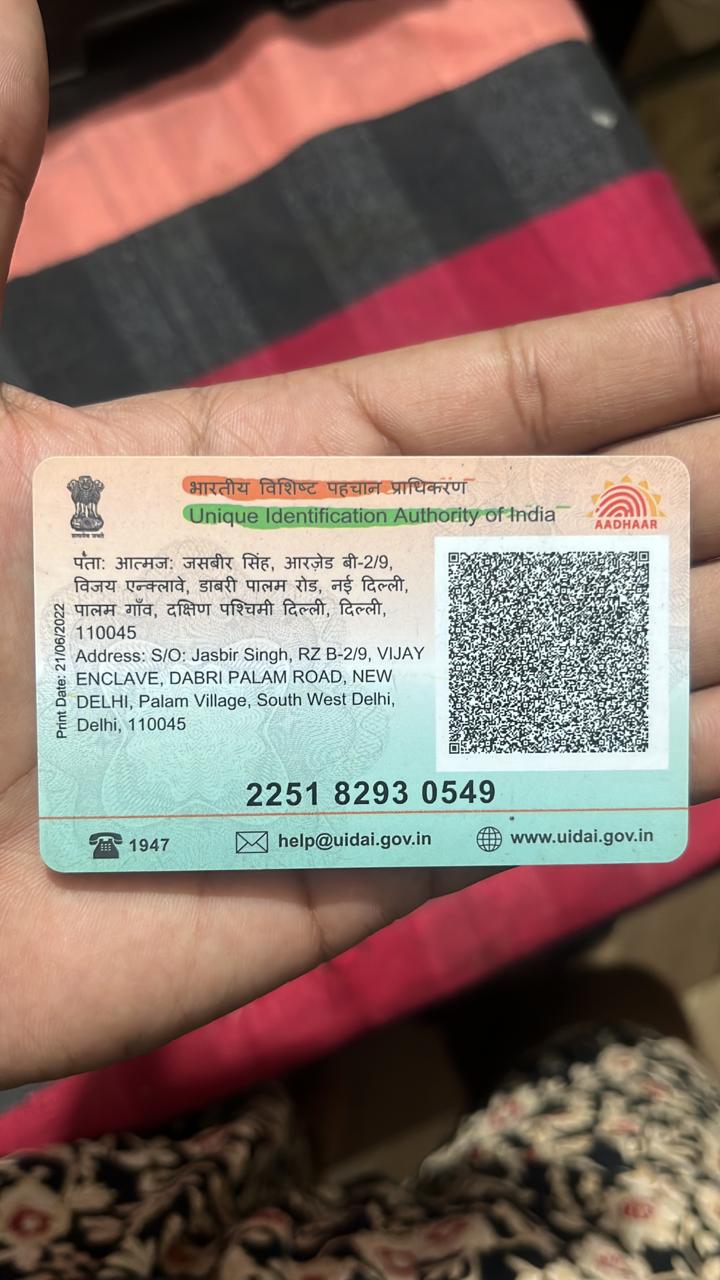 भारतीय विशिष्ट पहचान प्राधिकरण
Unique Identification Authority of India
AADHAAR
सत्यमेव जयते
पता: आत्मज: जसबीर सिंह, आरज़ेड बी-2/9,
विजय एन्क्लावे, डाबरी पालम रोड, नई दिल्ली,
पालम गाँव, दक्षिण पश्चिमी दिल्ली, दिल्ली,
110045
Address: S/O: Jasbir Singh, RZ B-2/9, VIJAY
ENCLAVE, DABRI PALAM ROAD, NEW
DELHI, Palam Village, South West Delhi,
Delhi, 110045
Print Date: 21/06/2022
2251 8293 0549
1947
help@uidai.gov.in
www.uidai.gov.in